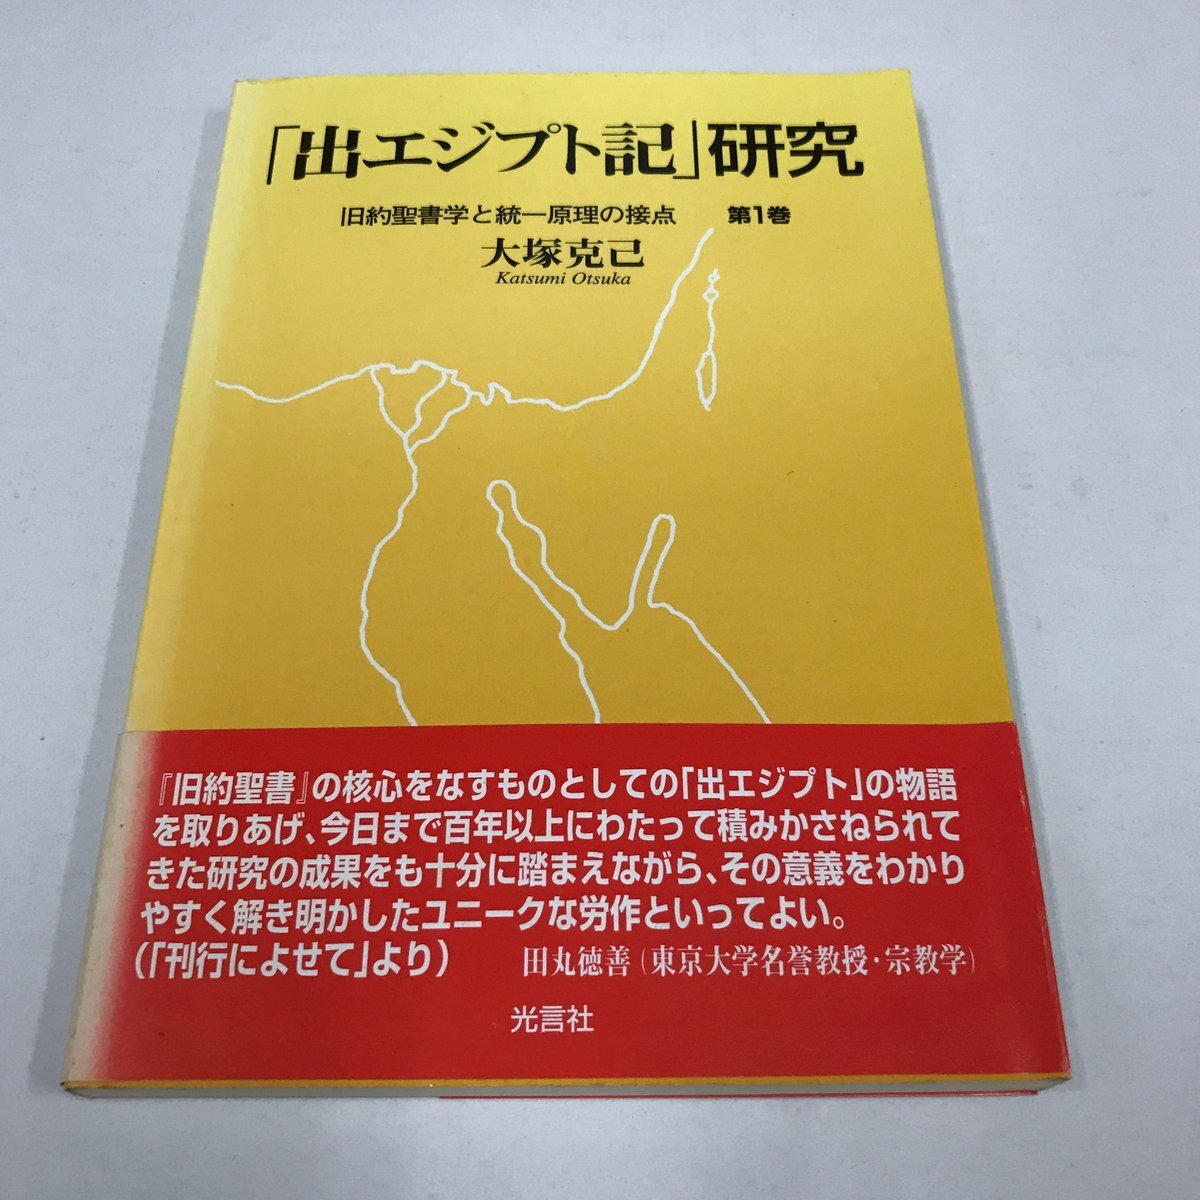 「出エジプト記」研究
旧約聖書学と統一原理の接点　第1巻
大塚克己
Katsumi Otsuka
『旧約聖書』の核心をなすものとしての「出エジプト」の物語
を取りあげ、今日まで百年以上にわたって積みかさねられて
きた研究の成果をも十分に踏まえながら、その意義をわかり
やすく解き明かしたユニークな労作といってよい。
（「刊行によせて」より）　田丸徳善（東京大学名誉教授・宗教学）
光言社